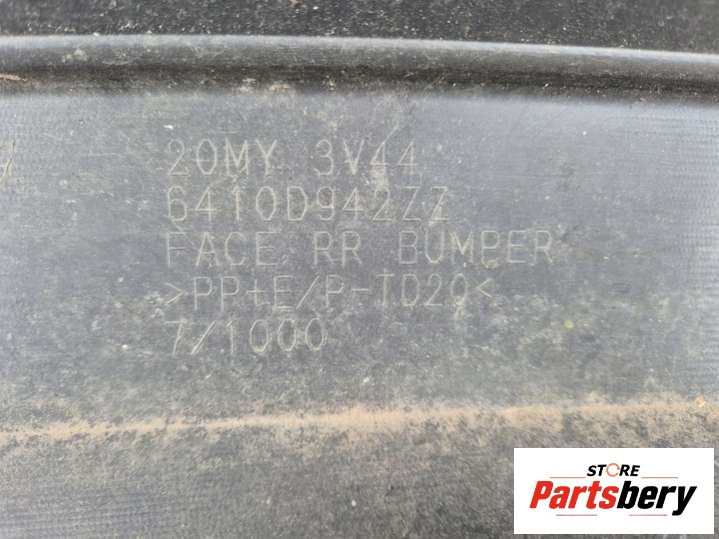 20MY 3V44
6410D942ZZ
FACE RR BUMPER
>PP+E/P-TD20<
7/1000
STORE
Partsbery